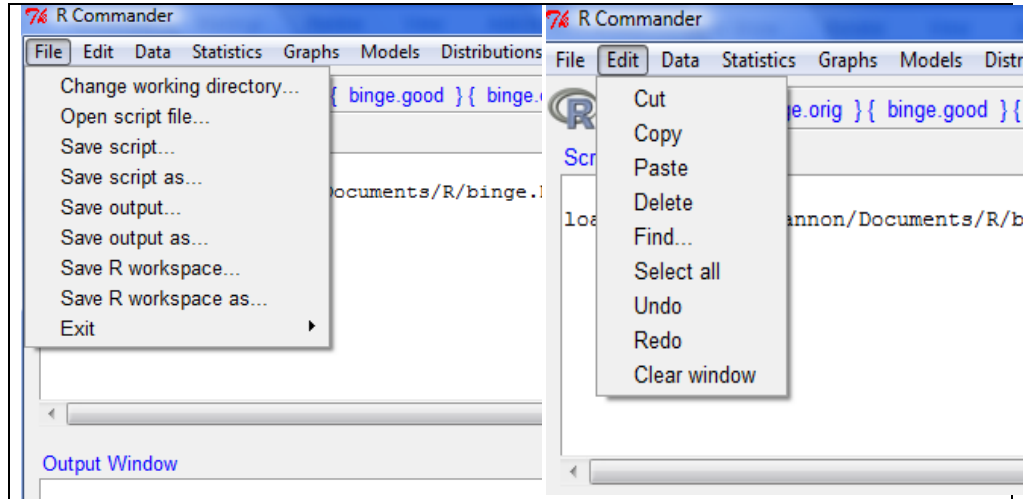 R Commander
File Edit Data Statistics Graphs Models Distributions
Change working directory...
{ binge.good } { binge.
Open script file...
Save script...
Save script as...
ocuments/R/binge.
Save output...
Save output as...
Save R workspace...
Save R workspace as...
Exit
Output Window
R Commander
File Edit Data Statistics Graphs Models Distr
Cut
e.orig } { binge.good } {
Copy
Scr
Paste
Delete
loa
annon/Documents/R/b
Find...
Select all
Undo
Redo
Clear window